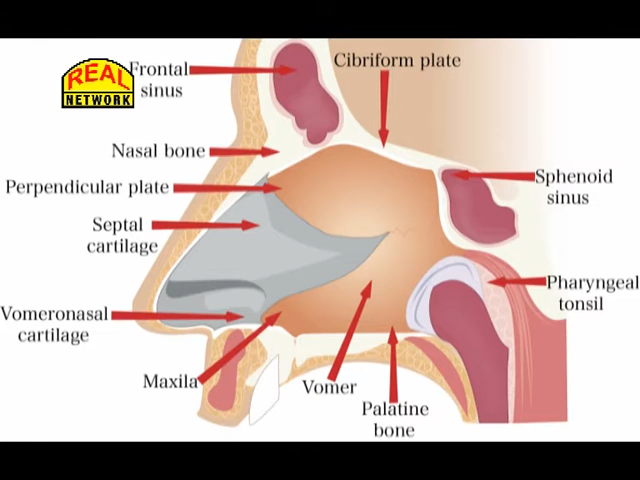 REAL
NETWORK
Frontal
sinus
Cibriform plate
Nasal bone
Perpendicular plate
Sphenoid
sinus
Septal
cartilage
Pharyngeal
tonsil
Vomeronasal
cartilage
Maxila
Vomer
Palatine
bone